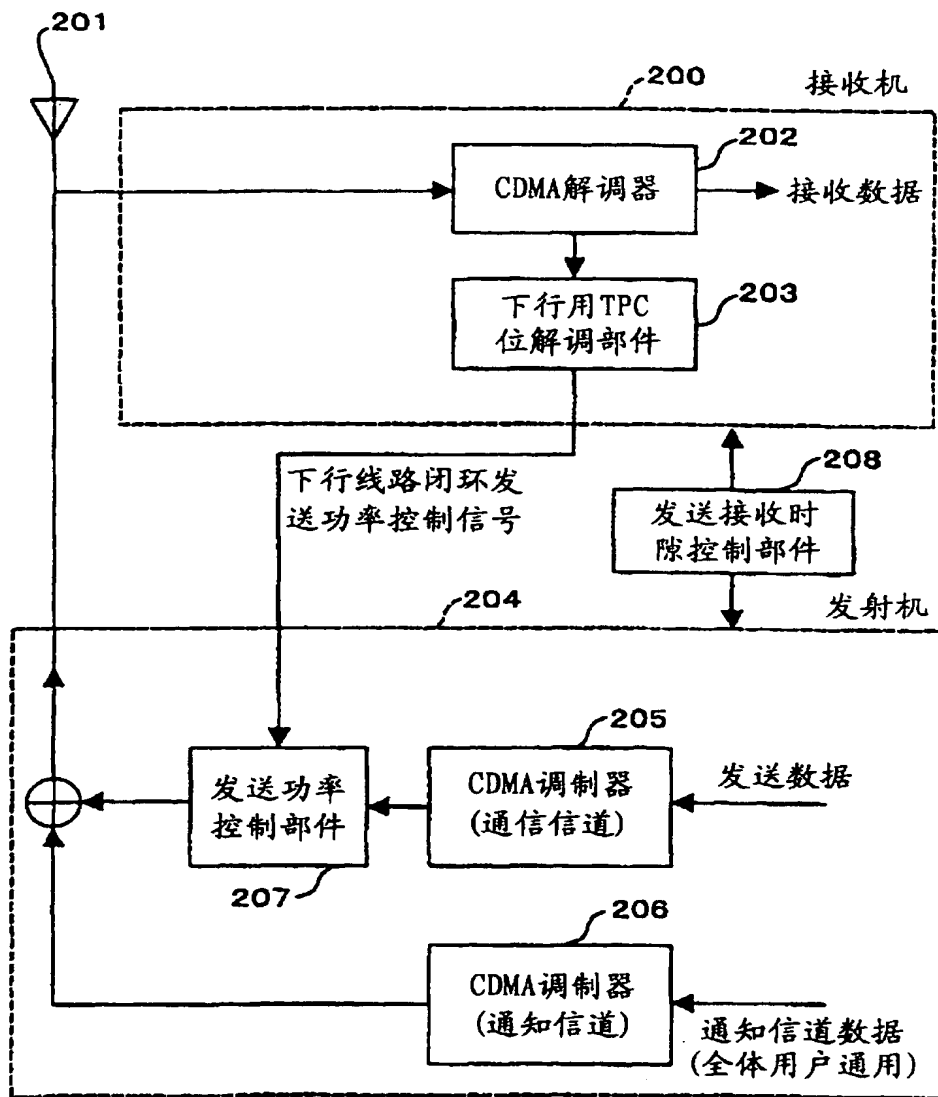 201
200
接收机
202
CDMA解调器
接收数据
203
下行用TPC
位解调部件
下行线路闭环发
送功率控制信号
208
发送接收时
隙控制部件
发射机
204
205
发送功率
控制部件
CDMA调制器
(通信信道)
发送数据
207
206
CDMA调制器
(通知信道)
通知信道数据
(全体用户通用)